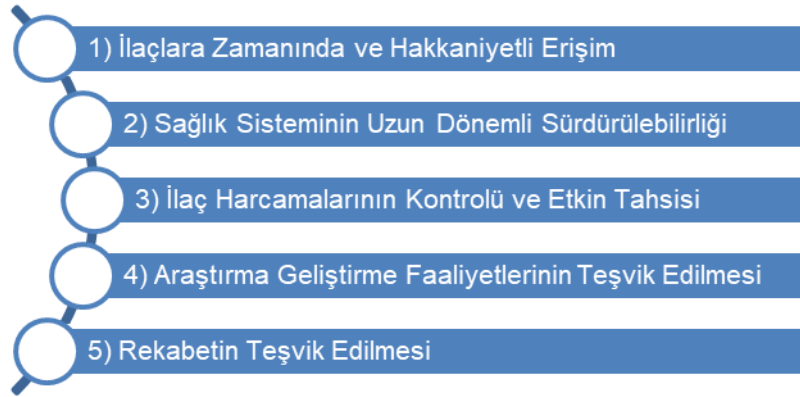 1) İlaçlara Zamanında ve Hakkaniyetli Erişim
2) Sağlık Sisteminin Uzun Dönemli Sürdürülebilirliği
3) İlaç Harcamalarının Kontrolü ve Etkin Tahsisi
4) Araştırma Geliştirme Faaliyetlerinin Teşvik Edilmesi
5) Rekabetin Teşvik Edilmesi